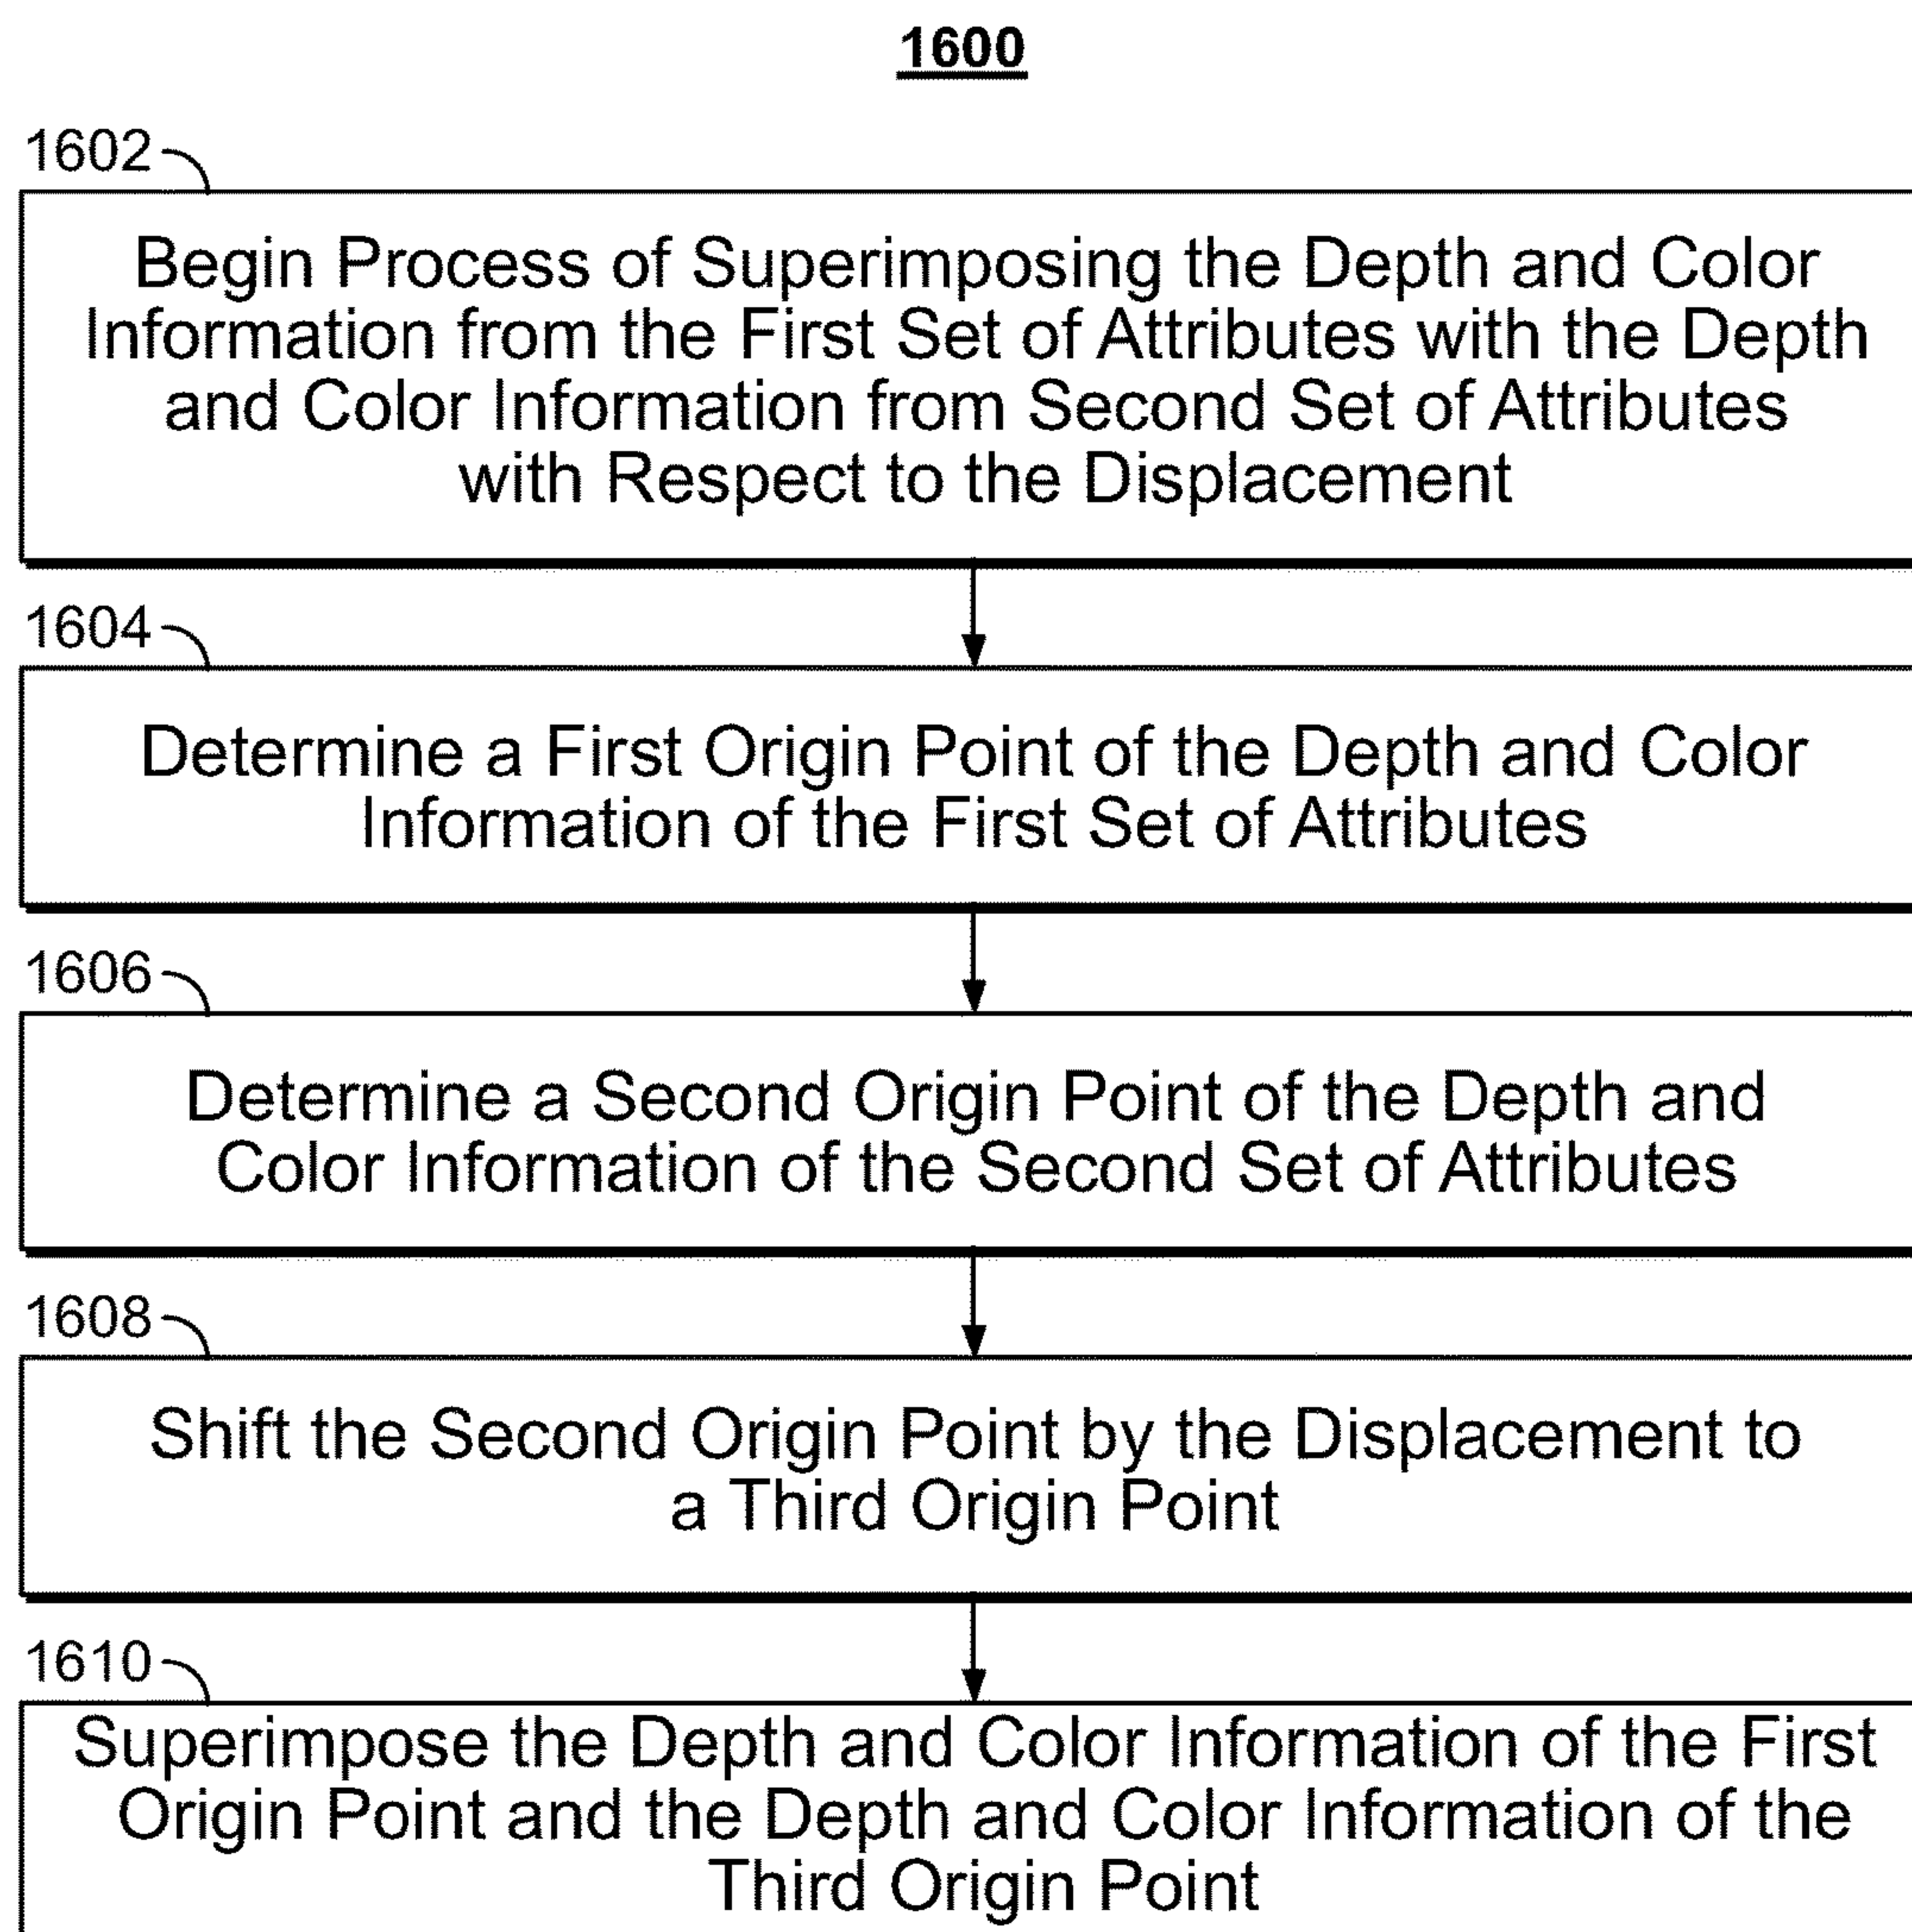 1600
1602
Begin Process of Superimposing the Depth and Color
Information from the First Set of Attributes with the Depth
and Color Information from Second Set of Attributes
with Respect to the Displacement
1604
Determine a First Origin Point of the Depth and Color
Information of the First Set of Attributes
1606
Determine a Second Origin Point of the Depth and
Color Information of the Second Set of Attributes
1608
Shift the Second Origin Point by the Displacement to
a Third Origin Point
1610
Superimpose the Depth and Color Information of the First
Origin Point and the Depth and Color Information of the
Third Origin Point